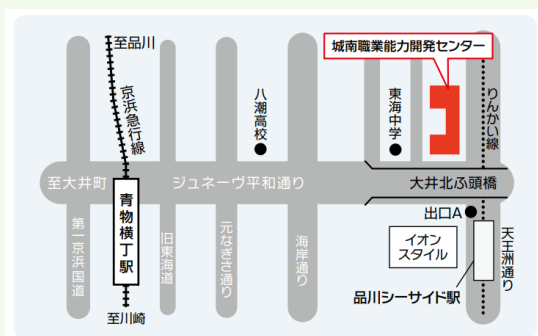 至品川
城南職業能力開発センター
京浜急行線
八潮高校
東海中学
りんかい線
至大井町
ジュネーヴ平和通り
大井北ふ頭橋
青物横丁駅
第一京浜国道
旧東海道
元なぎさ通り
海岸通り
出口A
イオン
スタイル
天王洲通り
品川シーサイド駅
至川崎